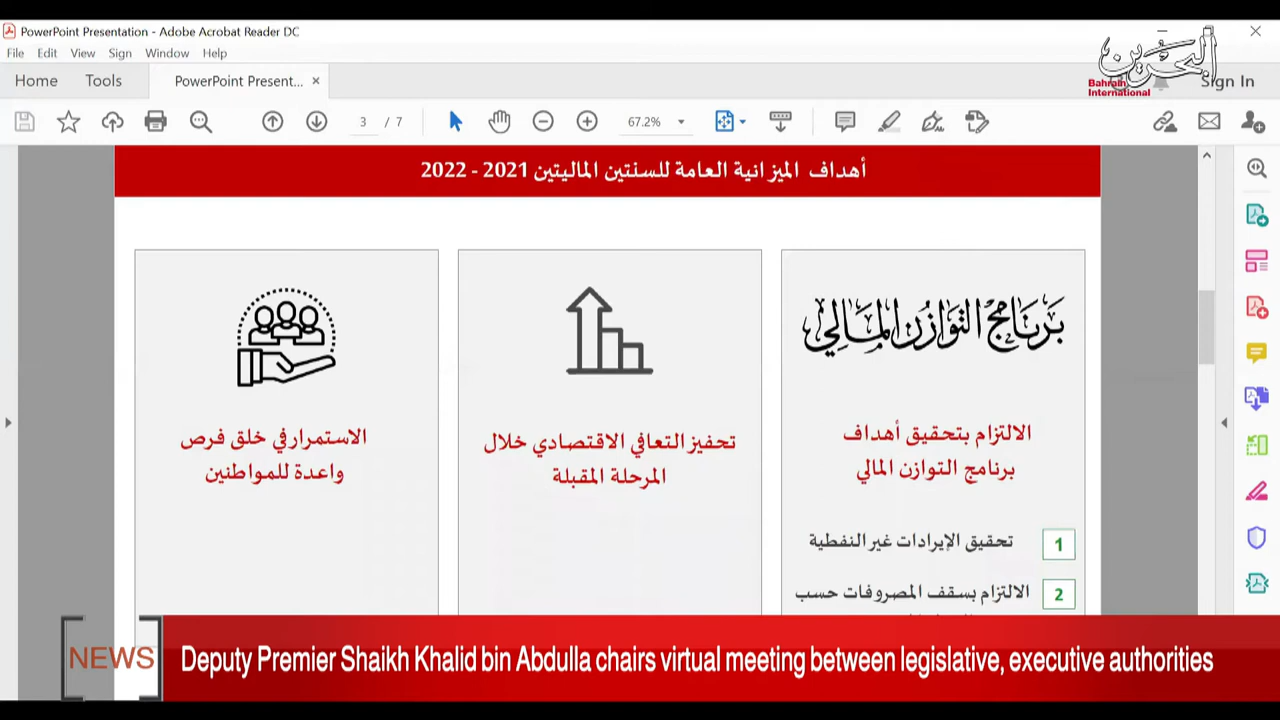 PowerPoint Presentation - Adobe Acrobat Reader DC
File Edit View Sign Window Help
البحرين
Bahrain
International
Home Tools PowerPoint Present... × Sign In
3 / 7 67.2%
أهداف الميزانية العامة للسنتين الماليتين 2021 - 2022
برنامج التوازن المالي
الالتزام بتحقيق أهداف
برنامج التوازن المالي
1 تحقيق الإيرادات غير النفطية
2 الالتزام بسقف المصروفات حسب
تحفيز التعافي الاقتصادي خلال
المرحلة المقبلة
الاستمرار في خلق فرص
واعدة للمواطنين
NEWS
Deputy Premier Shaikh Khalid bin Abdulla chairs virtual meeting between legislative, executive authorities